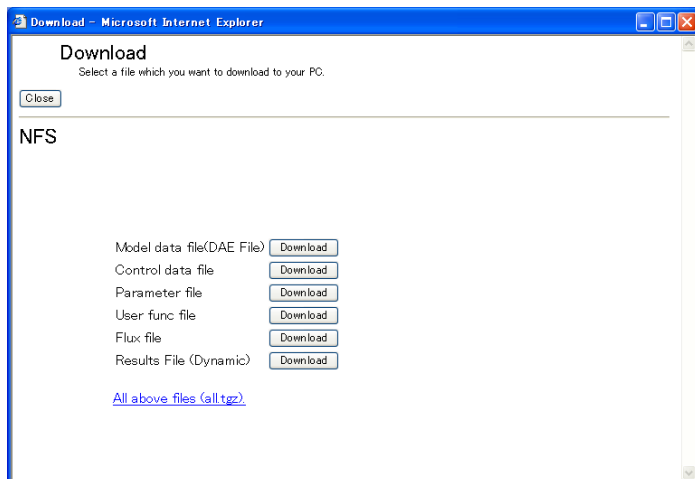 Download - Microsoft Internet Explorer
Download
Select a file which you want to download to your PC.
Close
NFS
Model data file(DAE File) Download
Control data file Download
Parameter file Download
User func file Download
Flux file Download
Results File (Dynamic) Download
All above files (all.tgz).